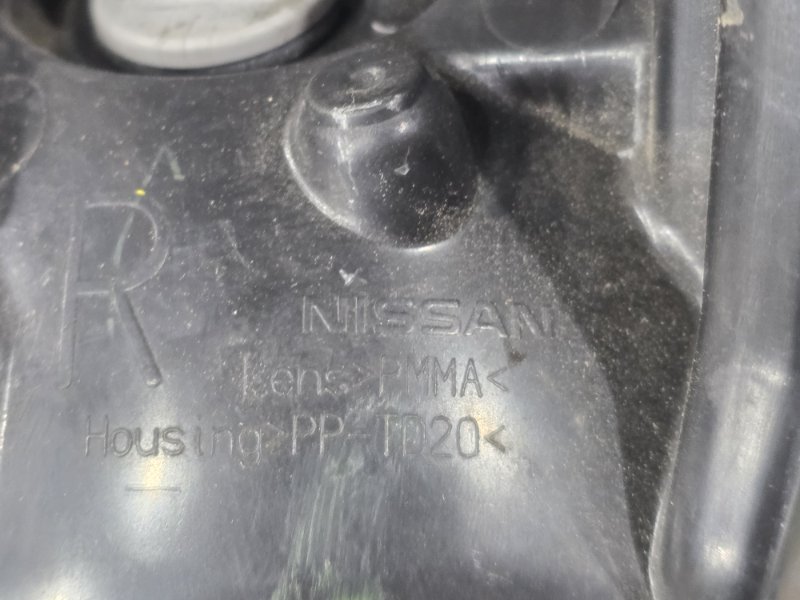 R
NISSAN
Lens>PMMA<
Housing>PP-TD20<